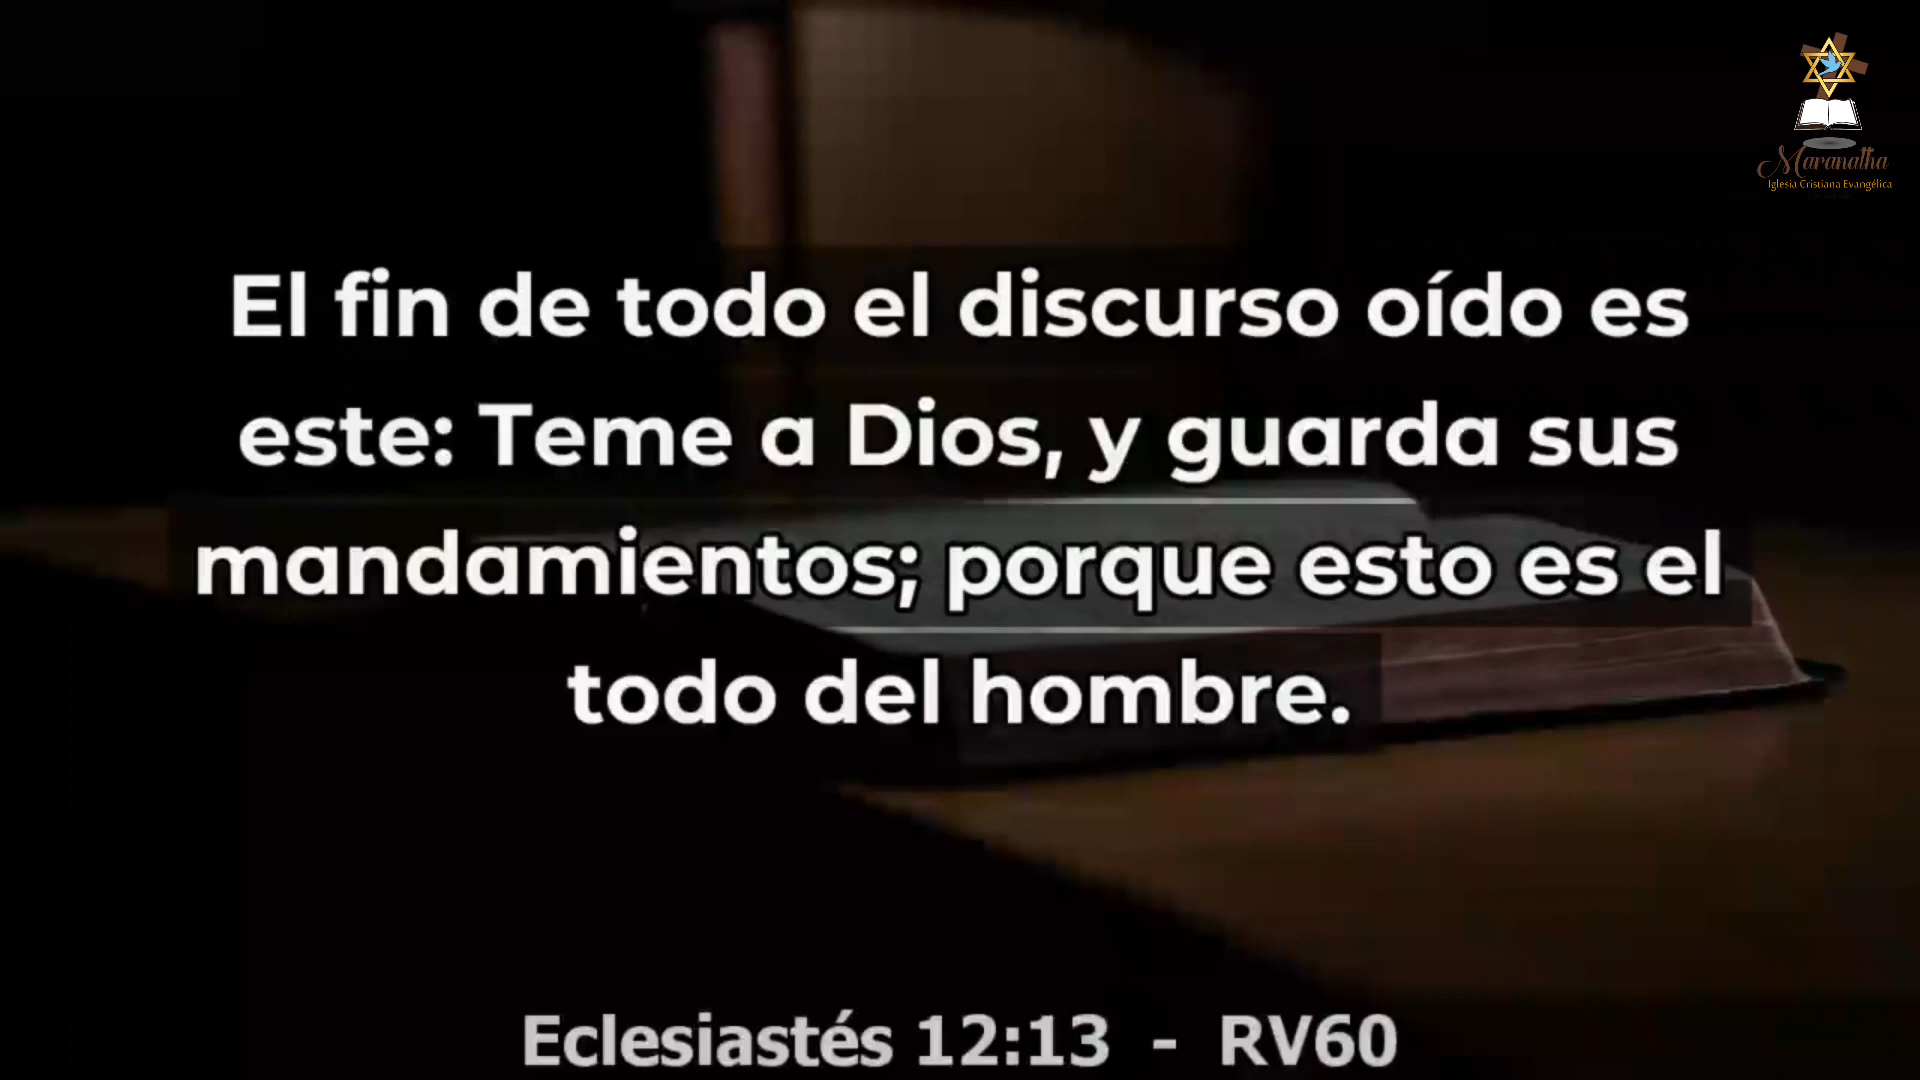 Maranatha
Iglesia Cristiana Evangélica
El fin de todo el discurso oído es
este: Teme a Dios, y guarda sus
mandamientos; porque esto es el
todo del hombre.
Eclesiastés 12:13 - RV60